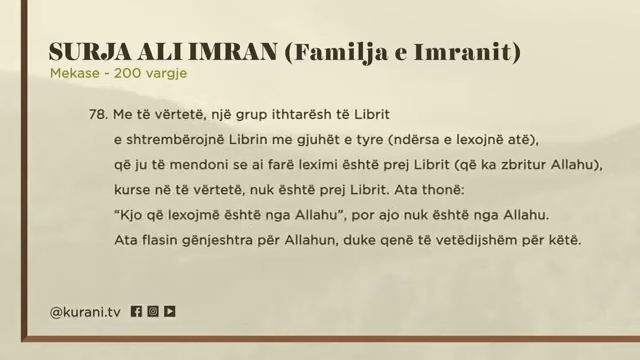 SURJA ALI IMRAN (Familja e Imranit)
Mekase - 200 vargje
78. Me të vërtetë, një grup ithtarësh të Librit
e shtrembërojnë Librin me gjuhët e tyre (ndërsa e lexojnë atë),
që ju të mendoni se ai farë leximi është prej Librit (që ka zbritur Allahu),
kurse në të vërtetë, nuk është prej Librit. Ata thonë:
“Kjo që lexojmë është nga Allahu”, por ajo nuk është nga Allahu.
Ata flasin gënjeshtra për Allahun, duke qenë të vetëdijshëm për këtë.
@kurani.tv